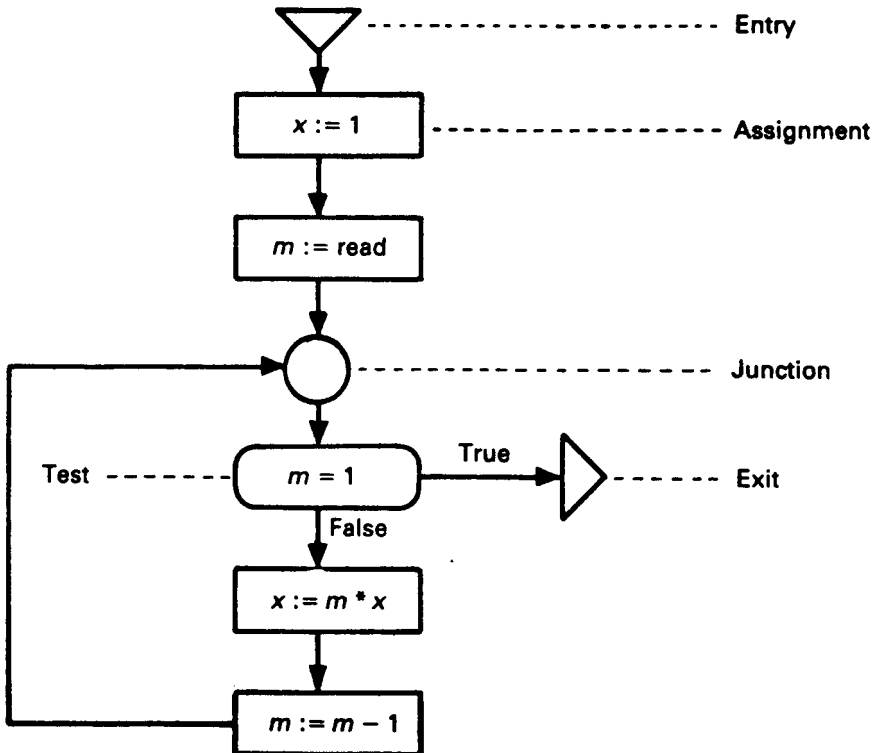 Entry
x := 1
Assignment
m := read
Junction
Test
m = 1
True
Exit
False
x := m * x
m := m − 1